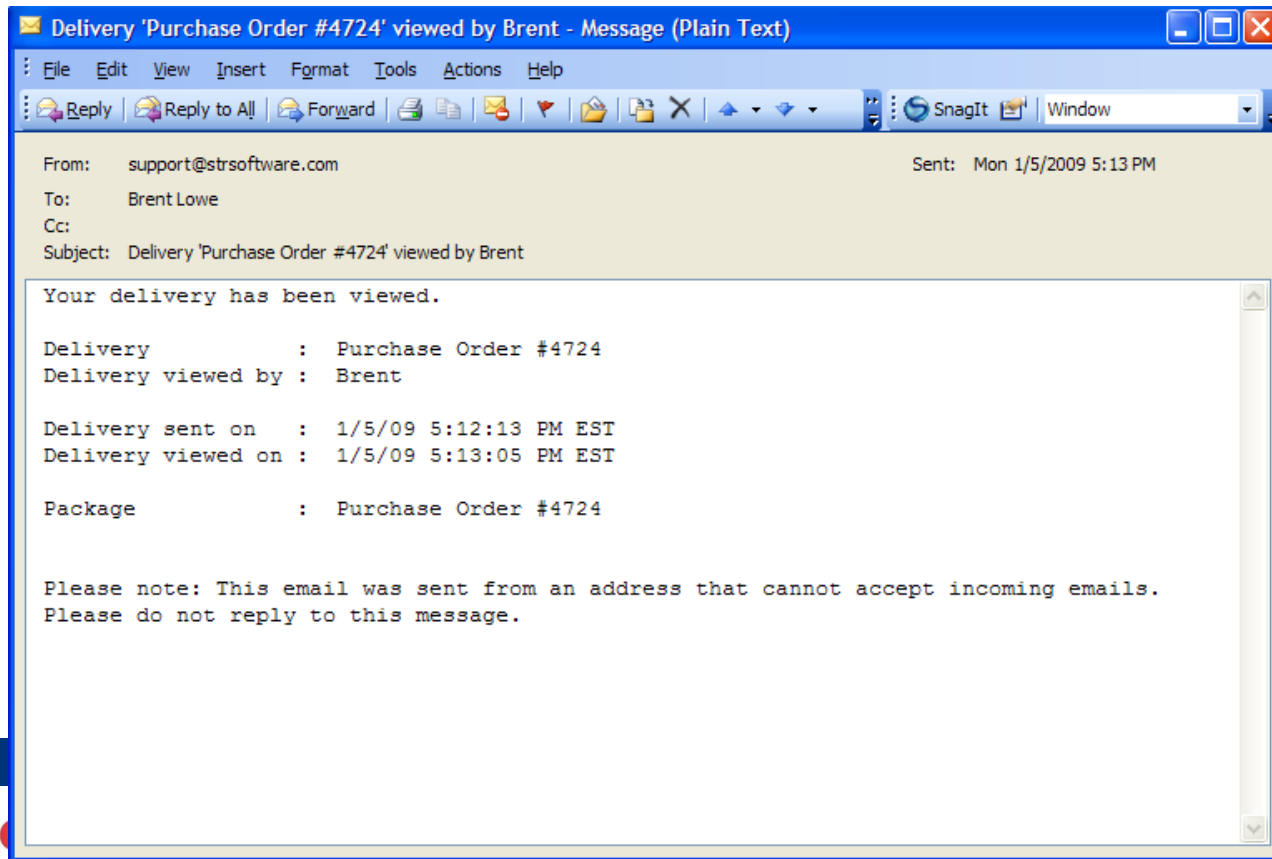 Delivery 'Purchase Order #4724' viewed by Brent - Message (Plain Text)
File Edit View Insert Format Tools Actions Help
Reply Reply to All Forward SnagIt Window
From: support@strsoftware.com Sent: Mon 1/5/2009 5:13 PM
To: Brent Lowe
Cc:
Subject: Delivery 'Purchase Order #4724' viewed by Brent
Your delivery has been viewed.
Delivery : Purchase Order #4724
Delivery viewed by : Brent
Delivery sent on : 1/5/09 5:12:13 PM EST
Delivery viewed on : 1/5/09 5:13:05 PM EST
Package : Purchase Order #4724
Please note: This email was sent from an address that cannot accept incoming emails.
Please do not reply to this message.